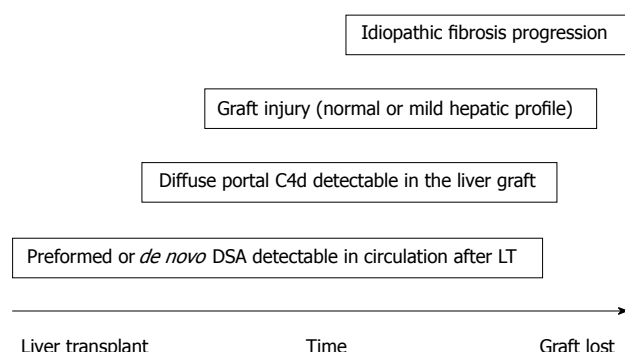 Idiopathic fibrosis progression
Graft injury (normal or mild hepatic profile)
Diffuse portal C4d detectable in the liver graft
Preformed or de novo DSA detectable in circulation after LT
Liver transplant Time Graft lost